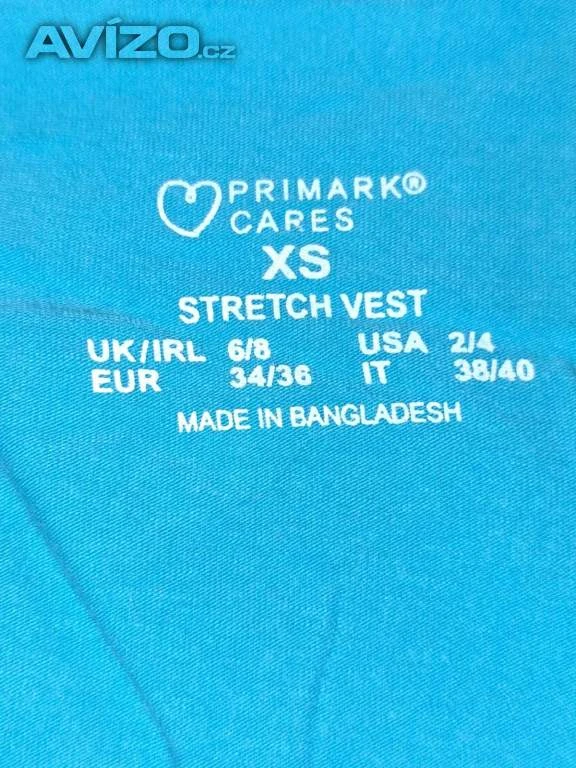 AVÍZO.cz
PRIMARK®
CARES
XS
STRETCH VEST
UK/IRL 6/8 USA 2/4
EUR 34/36 IT 38/40
MADE IN BANGLADESH